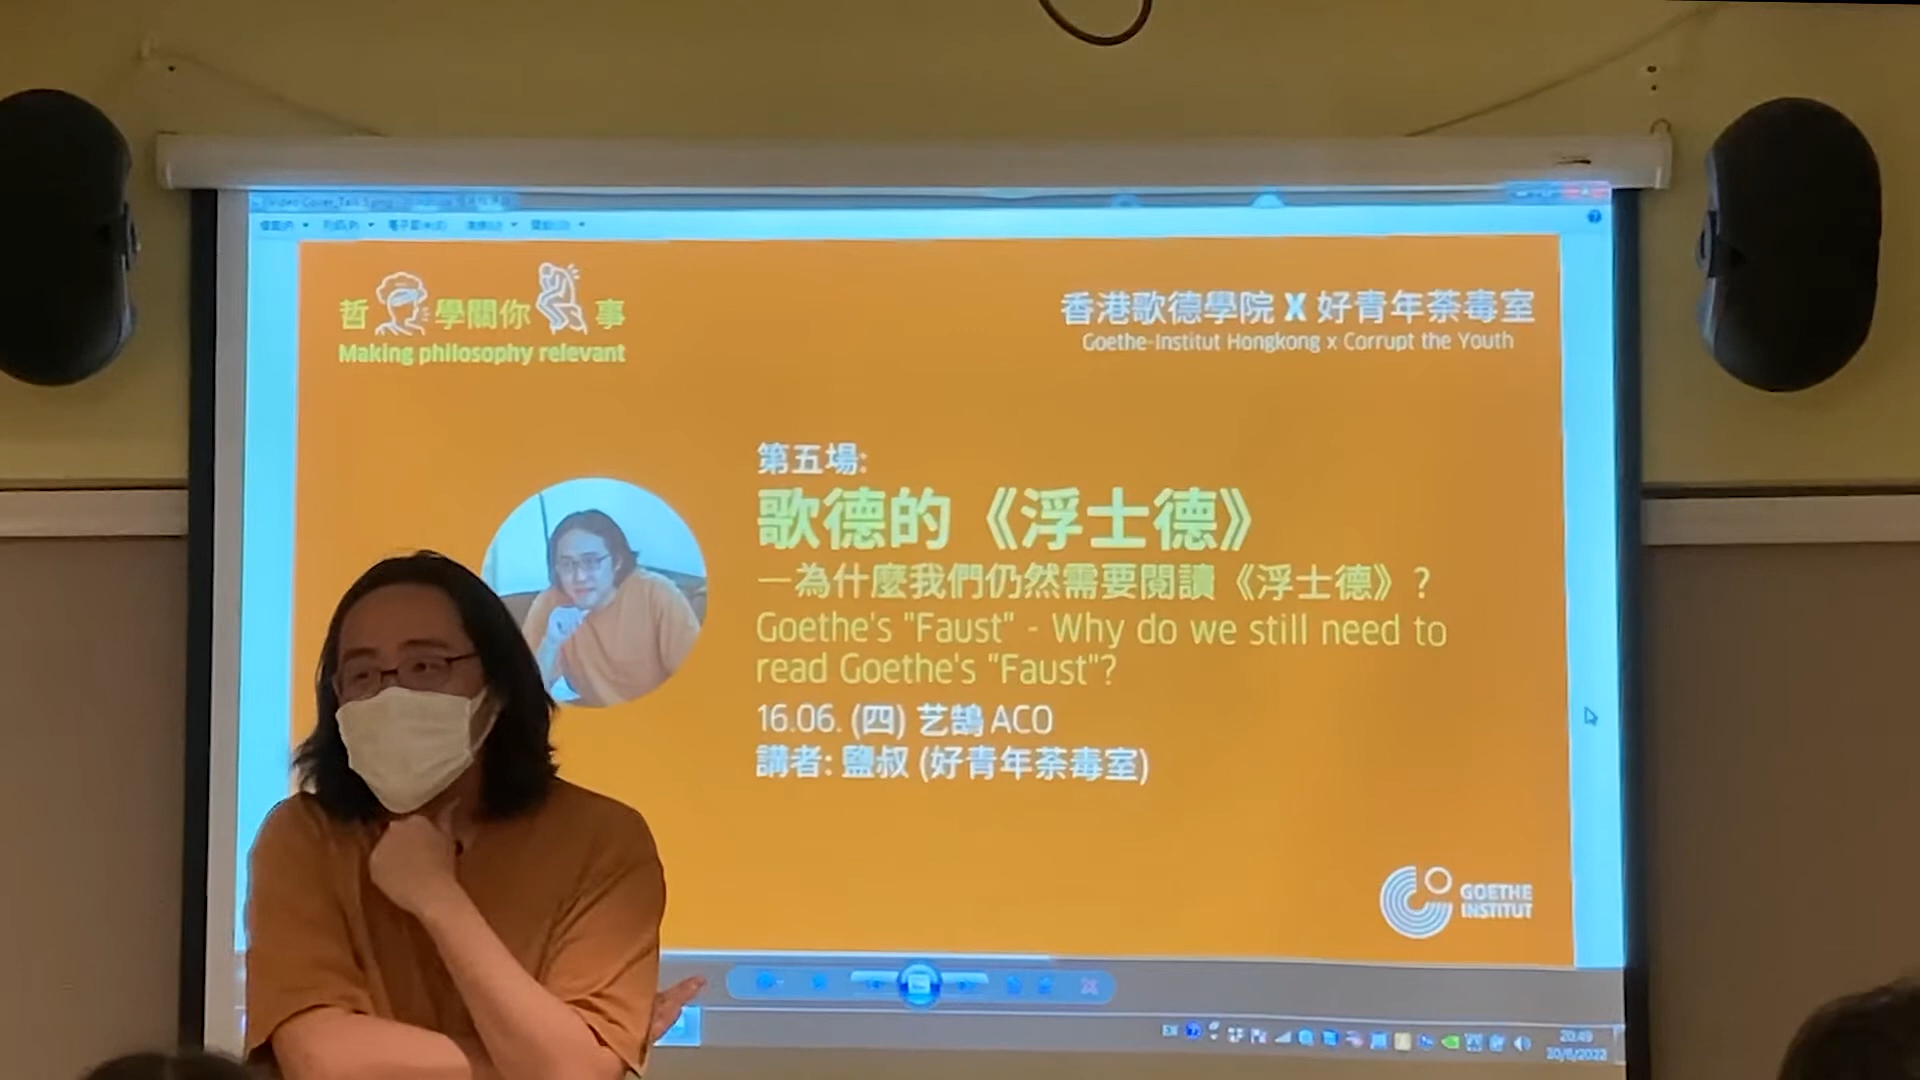 哲學關你事
Making philosophy relevant
香港歌德學院 X 好青年荼毒室
Goethe-Institut Hongkong x Corrupt the Youth
第五場:
歌德的《浮士德》
—為什麼我們仍然需要閱讀《浮士德》?
Goethe's "Faust" - Why do we still need to
read Goethe's "Faust"?
16.06. (四) 艺鵠 ACO
講者: 鹽叔 (好青年荼毒室)
GOETHE
INSTITUT
20:49